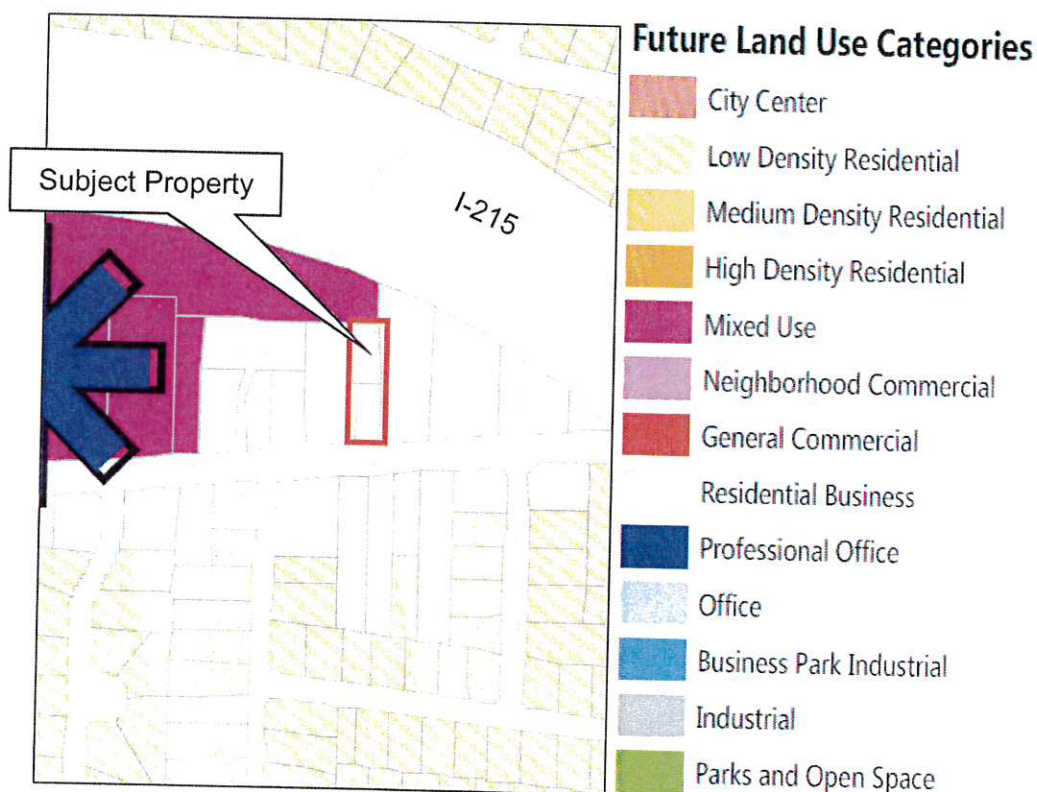 Subject Property
I-215
Future Land Use Categories
City Center
Low Density Residential
Medium Density Residential
High Density Residential
Mixed Use
Neighborhood Commercial
General Commercial
Residential Business
Professional Office
Office
Business Park Industrial
Industrial
Parks and Open Space